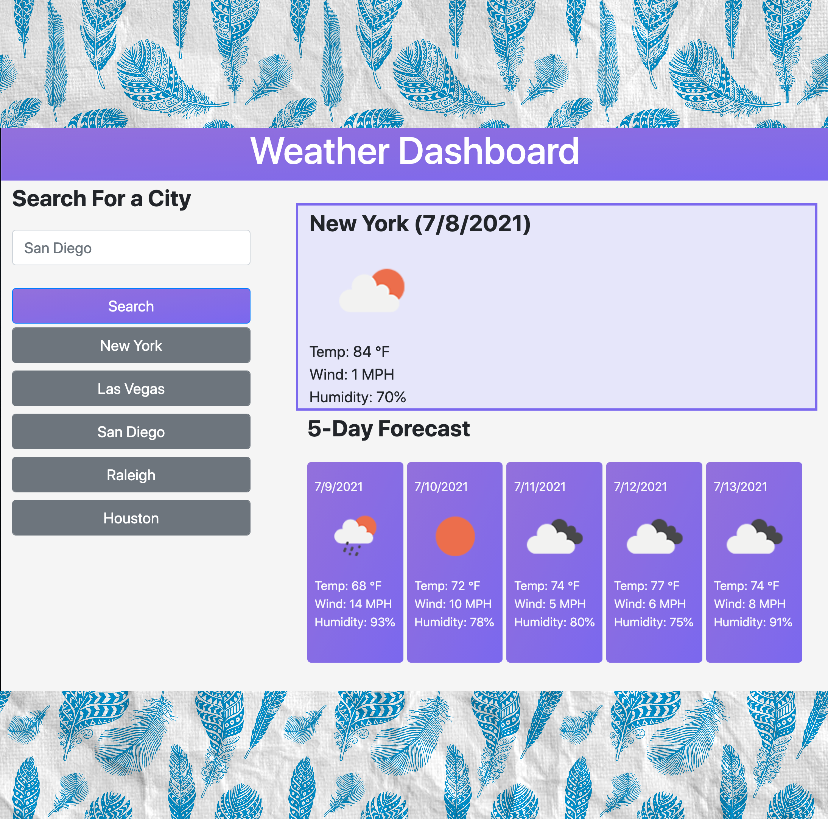 Weather Dashboard
Search For a City
San Diego
Search
New York
Las Vegas
San Diego
Raleigh
Houston
New York (7/8/2021)
Temp: 84 °F
Wind: 1 MPH
Humidity: 70%
5-Day Forecast
7/9/2021
Temp: 68 °F
Wind: 14 MPH
Humidity: 93%
7/10/2021
Temp: 72 °F
Wind: 10 MPH
Humidity: 78%
7/11/2021
Temp: 74 °F
Wind: 5 MPH
Humidity: 80%
7/12/2021
Temp: 77 °F
Wind: 6 MPH
Humidity: 75%
7/13/2021
Temp: 74 °F
Wind: 8 MPH
Humidity: 91%